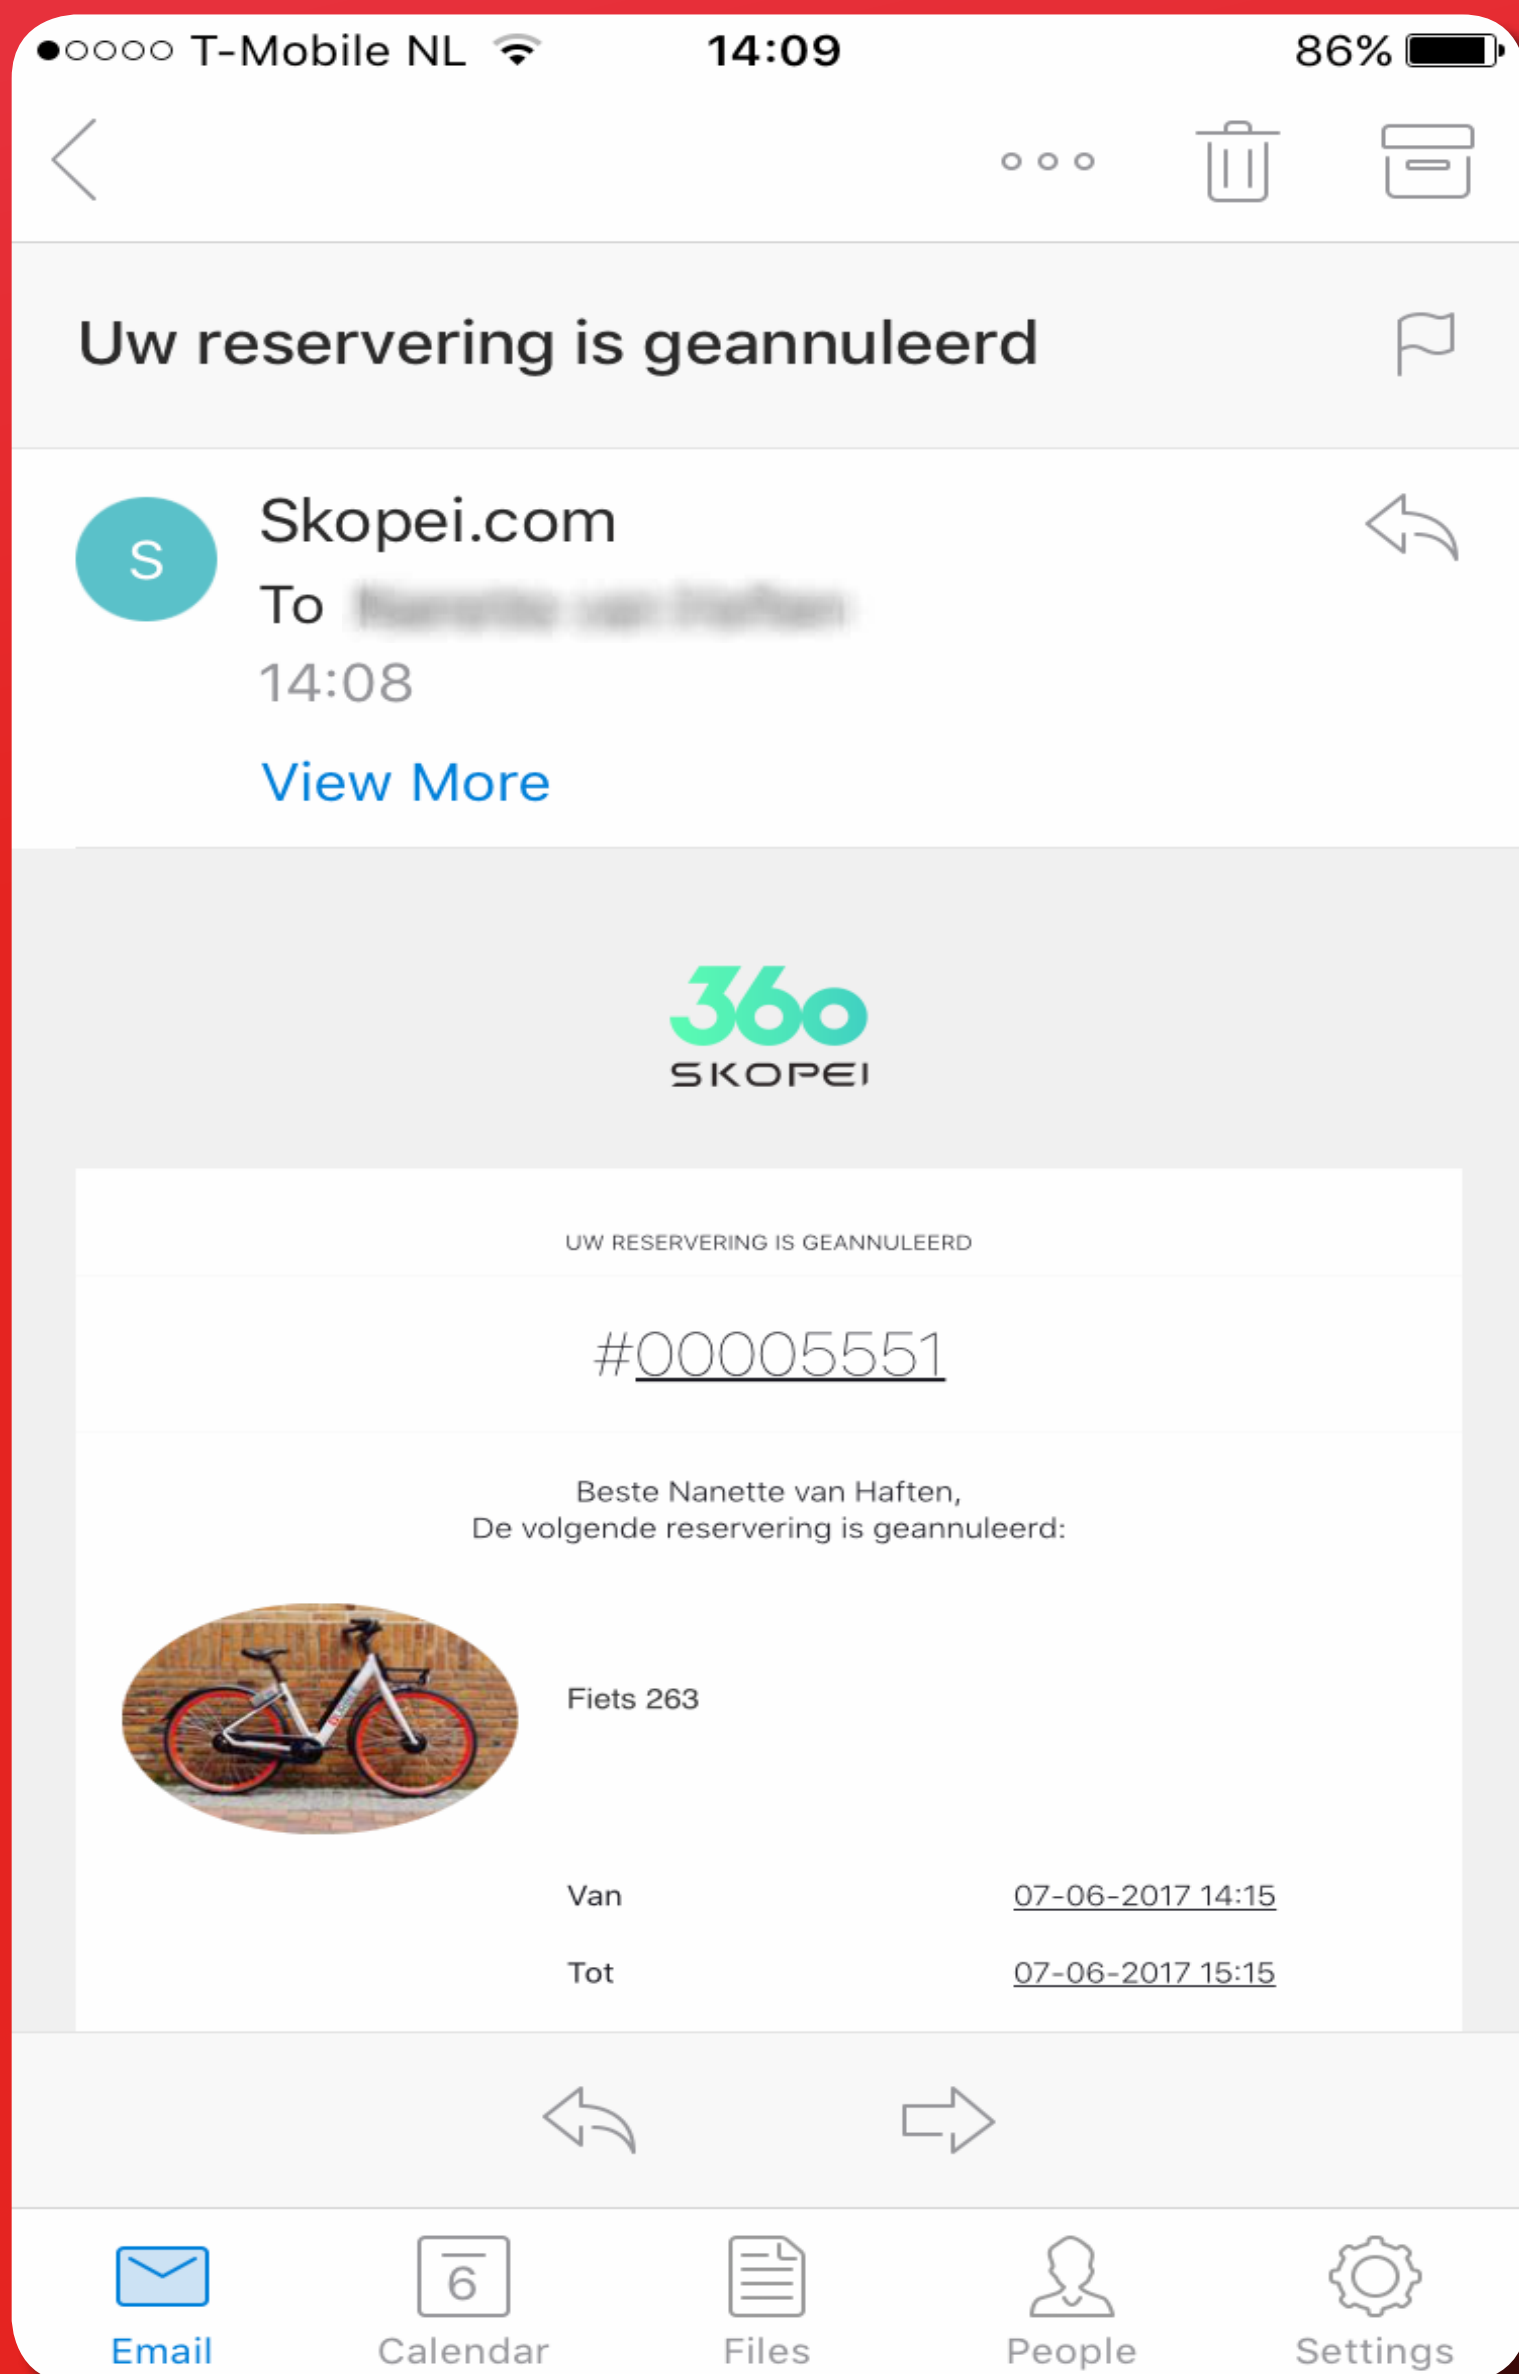 T-Mobile NL 14:09 86%
Uw reservering is geannuleerd
S
Skopei.com
To
14:08
View More
360
SKOPEI
UW RESERVERING IS GEANNULEERD
#00005551
Beste Nanette van Haften,
De volgende reservering is geannuleerd:
Fiets 263
Van 07-06-2017 14:15
Tot 07-06-2017 15:15
6
Email Calendar Files People Settings